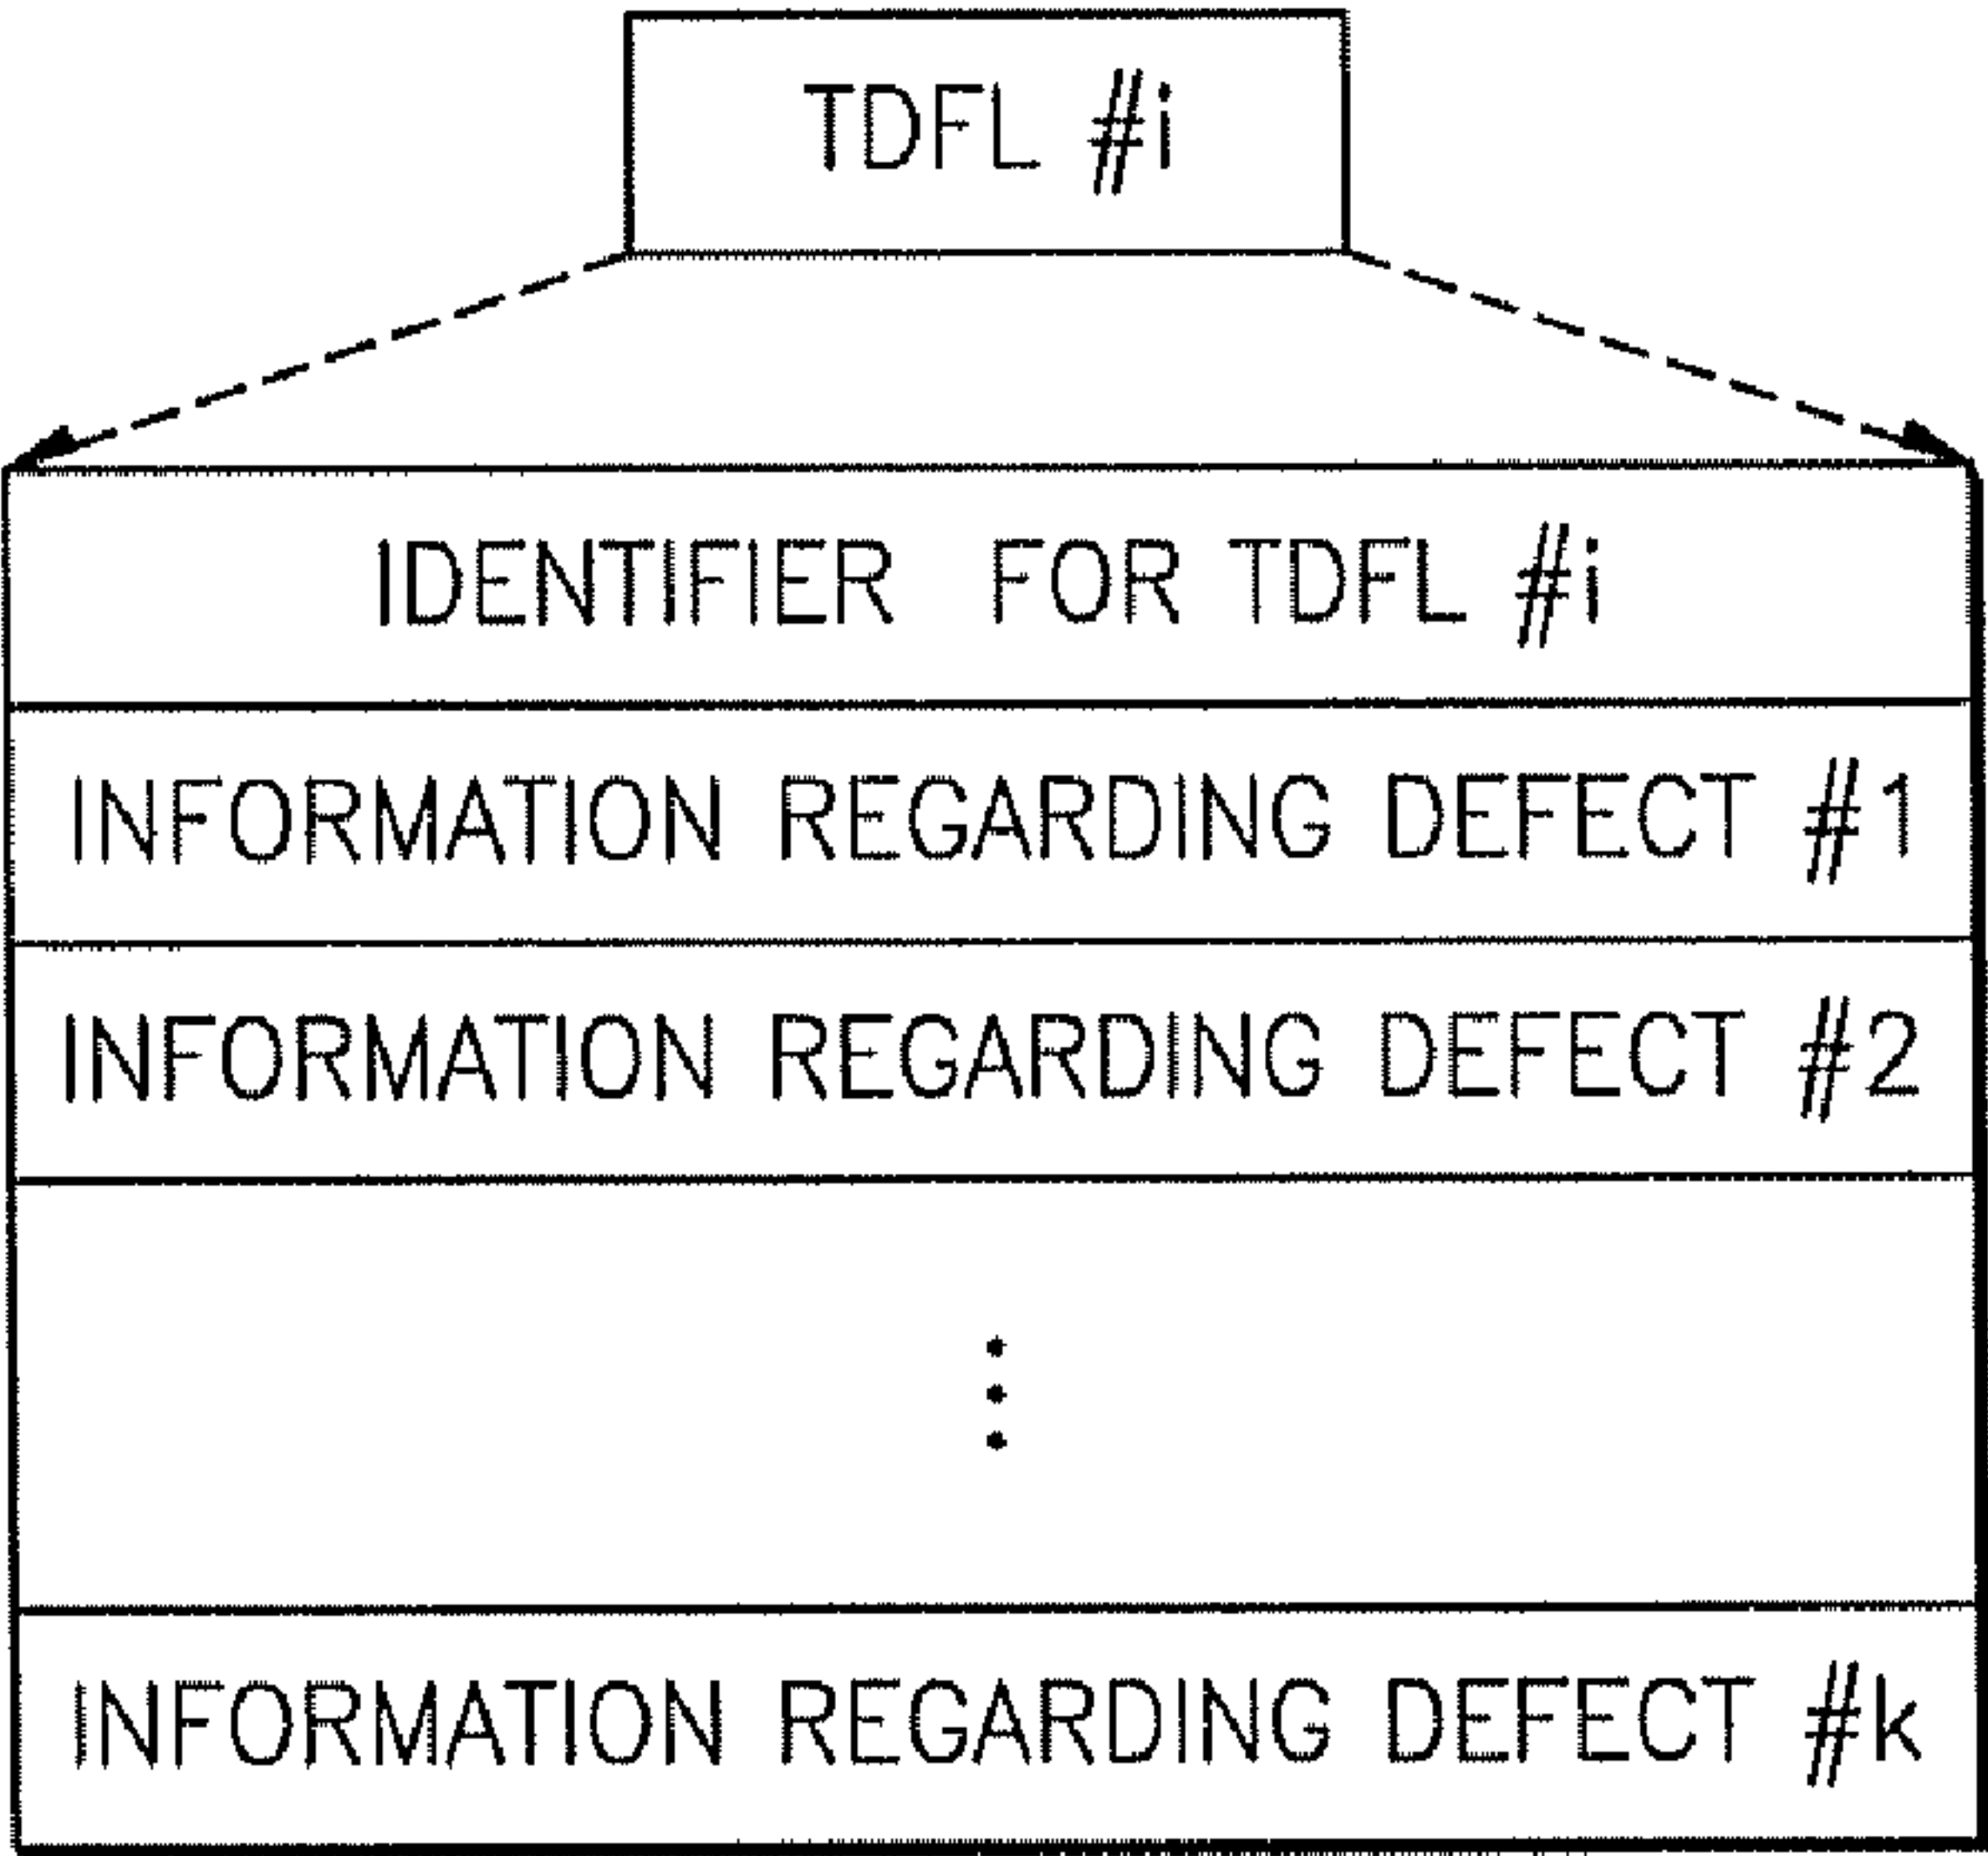 TDFL #i
IDENTIFIER FOR TDFL #i
INFORMATION REGARDING DEFECT #1
INFORMATION REGARDING DEFECT #2
INFORMATION REGARDING DEFECT #k